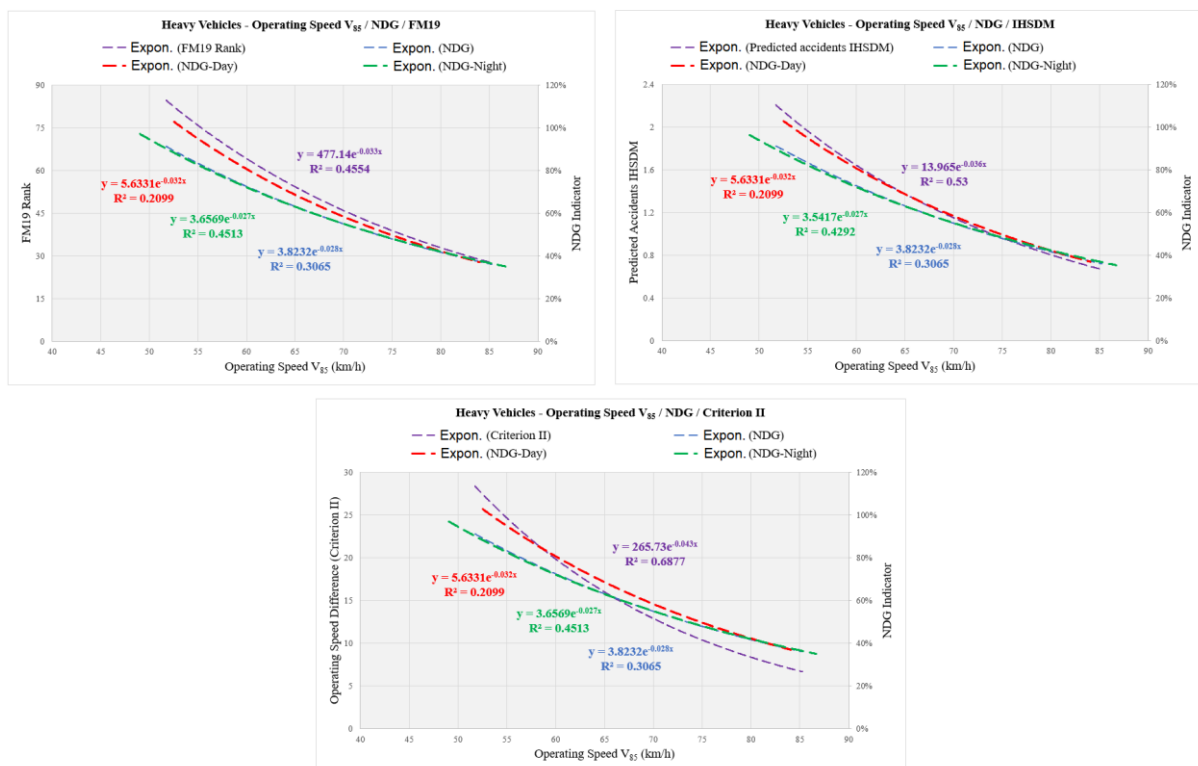 Heavy Vehicles - Operating Speed V₈₅ / NDG / FM19
Expon. (FM19 Rank) Expon. (NDG)
Expon. (NDG-Day) Expon. (NDG-Night)
90 120%
75 100%
60 80%
45 60%
30 40%
15 20%
0 0%
FM19 Rank
NDG Indicator
y = 477.14e^-0.033x
R² = 0.4554
y = 5.6331e^-0.032x
R² = 0.2099
y = 3.6569e^-0.027x
R² = 0.4513
y = 3.8232e^-0.028x
R² = 0.3065
40 45 50 55 60 65 70 75 80 85 90
Operating Speed V₈₅ (km/h)
Heavy Vehicles - Operating Speed V₈₅ / NDG / IHSDM
Expon. (Predicted accidents IHSDM) Expon. (NDG)
Expon. (NDG-Day) Expon. (NDG-Night)
2.4 120%
2 100%
1.6 80%
1.2 60%
0.8 40%
0.4 20%
0 0%
Predicted Accidents IHSDM
NDG Indicator
y = 13.965e^-0.036x
R² = 0.53
y = 5.6331e^-0.032x
R² = 0.2099
y = 3.5417e^-0.027x
R² = 0.4292
y = 3.8232e^-0.028x
R² = 0.3065
40 45 50 55 60 65 70 75 80 85 90
Operating Speed V₈₅ (km/h)
Heavy Vehicles - Operating Speed V₈₅ / NDG / Criterion II
Expon. (Criterion II) Expon. (NDG)
Expon. (NDG-Day) Expon. (NDG-Night)
30 120%
25 100%
20 80%
15 60%
10 40%
5 20%
0 0%
Operating Speed Difference (Criterion II)
NDG Indicator
y = 265.73e^-0.043x
R² = 0.6877
y = 5.6331e^-0.032x
R² = 0.2099
y = 3.6569e^-0.027x
R² = 0.4513
y = 3.8232e^-0.028x
R² = 0.3065
40 45 50 55 60 65 70 75 80 85 90
Operating Speed V₈₅ (km/h)